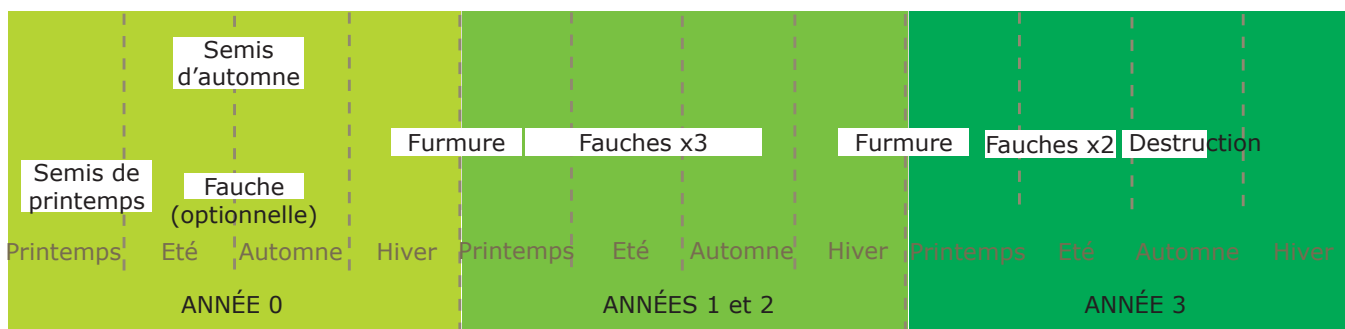 Semis
d'automne
Furmure
Fauches x3
Furmure
Fauches x2
Destruction
Semis de
printemps
Fauche
(optionnelle)
Printemps
Eté
Automne
Hiver
Printemps
Eté
Automne
Hiver
Printemps
Eté
Automne
Hiver
ANNÉE 0
ANNÉES 1 et 2
ANNÉE 3